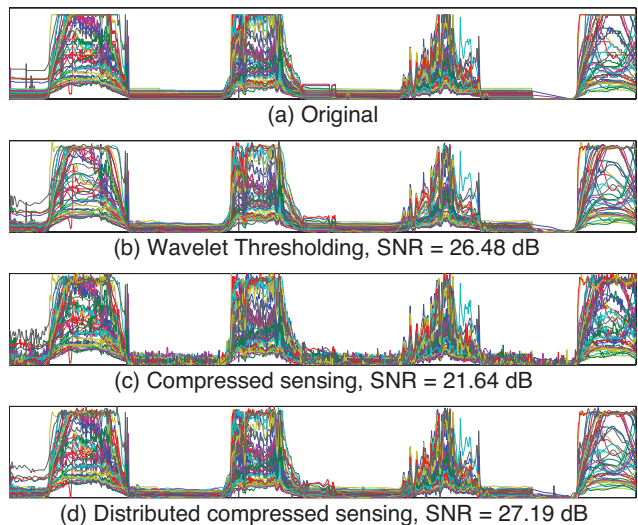 (a) Original
(b) Wavelet Thresholding, SNR = 26.48 dB
(c) Compressed sensing, SNR = 21.64 dB
(d) Distributed compressed sensing, SNR = 27.19 dB